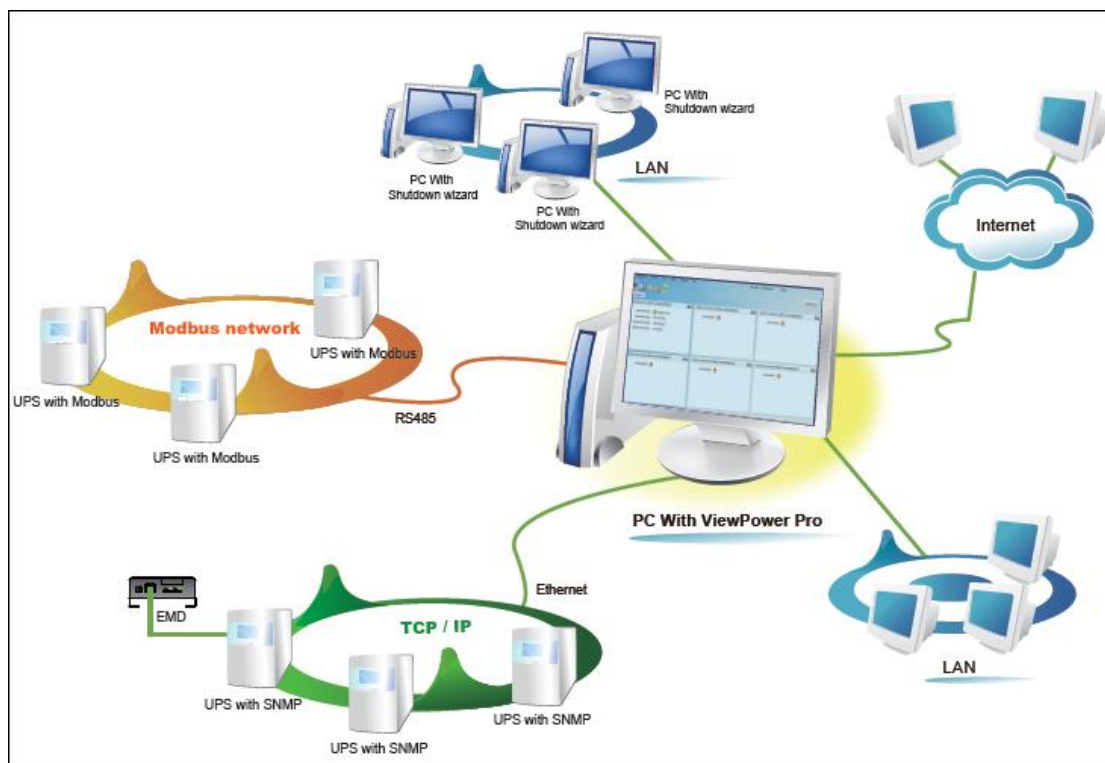 PC With
Shutdown wizard
PC With
Shutdown wizard
PC With
Shutdown wizard
LAN
Internet
Modbus network
UPS with Modbus
UPS with Modbus
UPS with Modbus
RS485
PC With ViewPower Pro
Ethernet
EMD
TCP / IP
UPS with SNMP
UPS with SNMP
UPS with SNMP
LAN